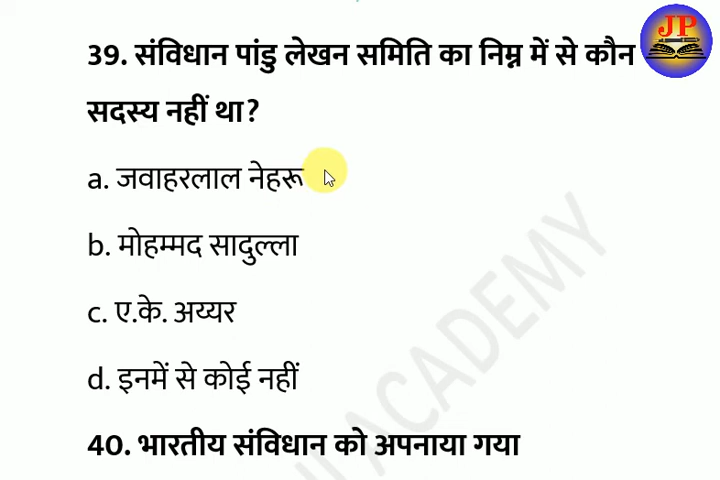 JP
39. संविधान पांडु लेखन समिति का निम्न में से कौन
सदस्य नहीं था?
a. जवाहरलाल नेहरू
b. मोहम्मद सादुल्ला
c. ए.के. अय्यर
d. इनमें से कोई नहीं
40. भारतीय संविधान को अपनाया गया
ACADEMY